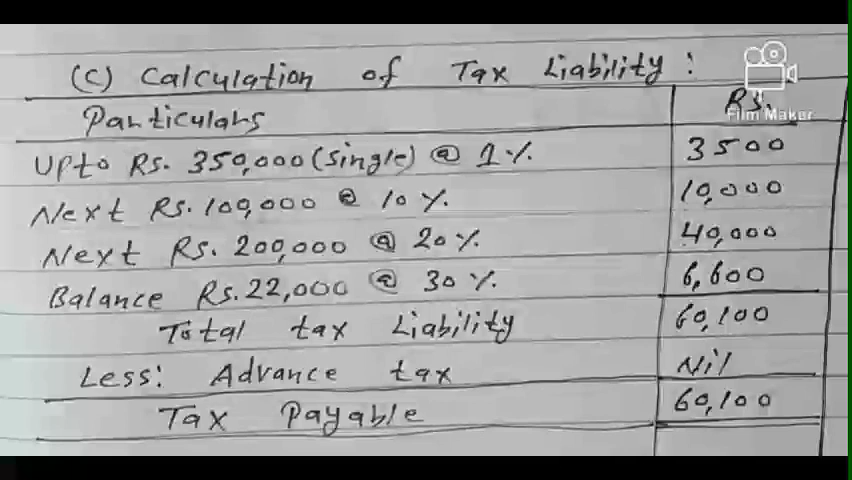 (C) Calculation of Tax Liability :
Particulars Rs.
Film Maker
Upto Rs. 350,000 (single) @ 1%. 3500
Next Rs. 100,000 @ 10%. 10,000
Next Rs. 200,000 @ 20%. 40,000
Balance Rs. 22,000 @ 30%. 6,600
Total tax Liability 60,100
Less: Advance tax Nil
Tax Payable 60,100